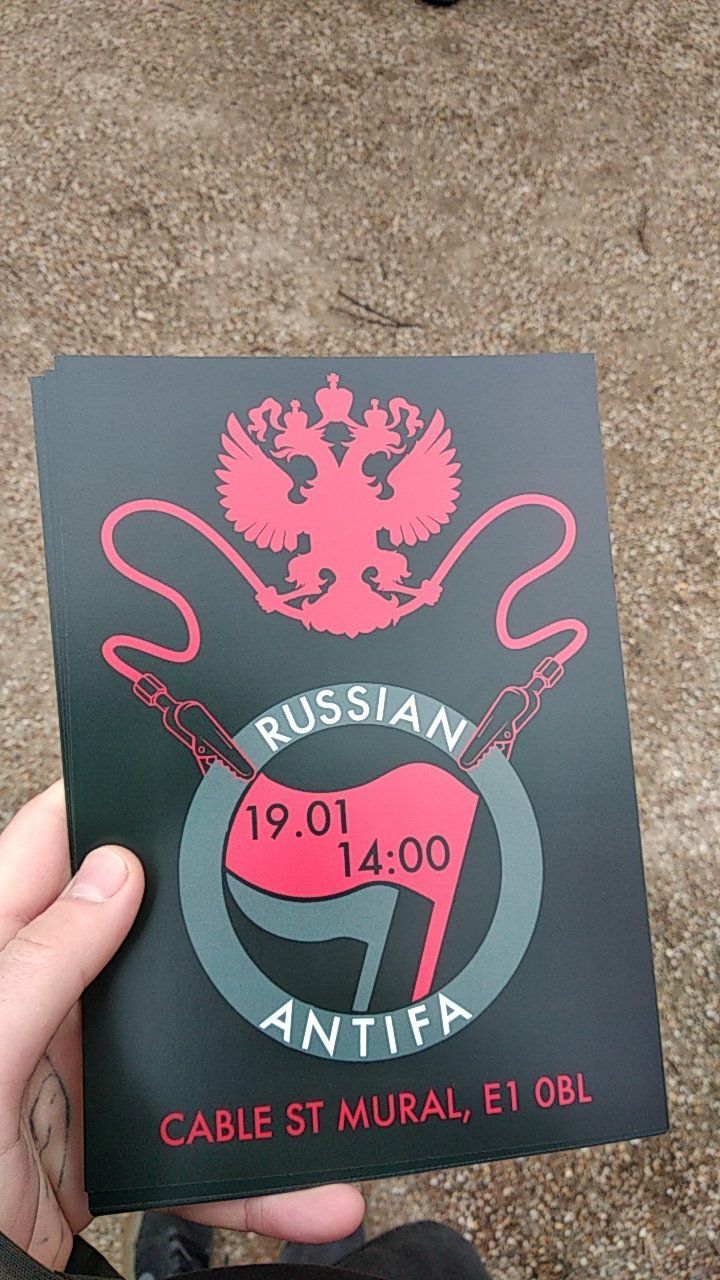 RUSSIAN
19.01
14:00
ANTIFA
CABLE ST MURAL, E1 0BL